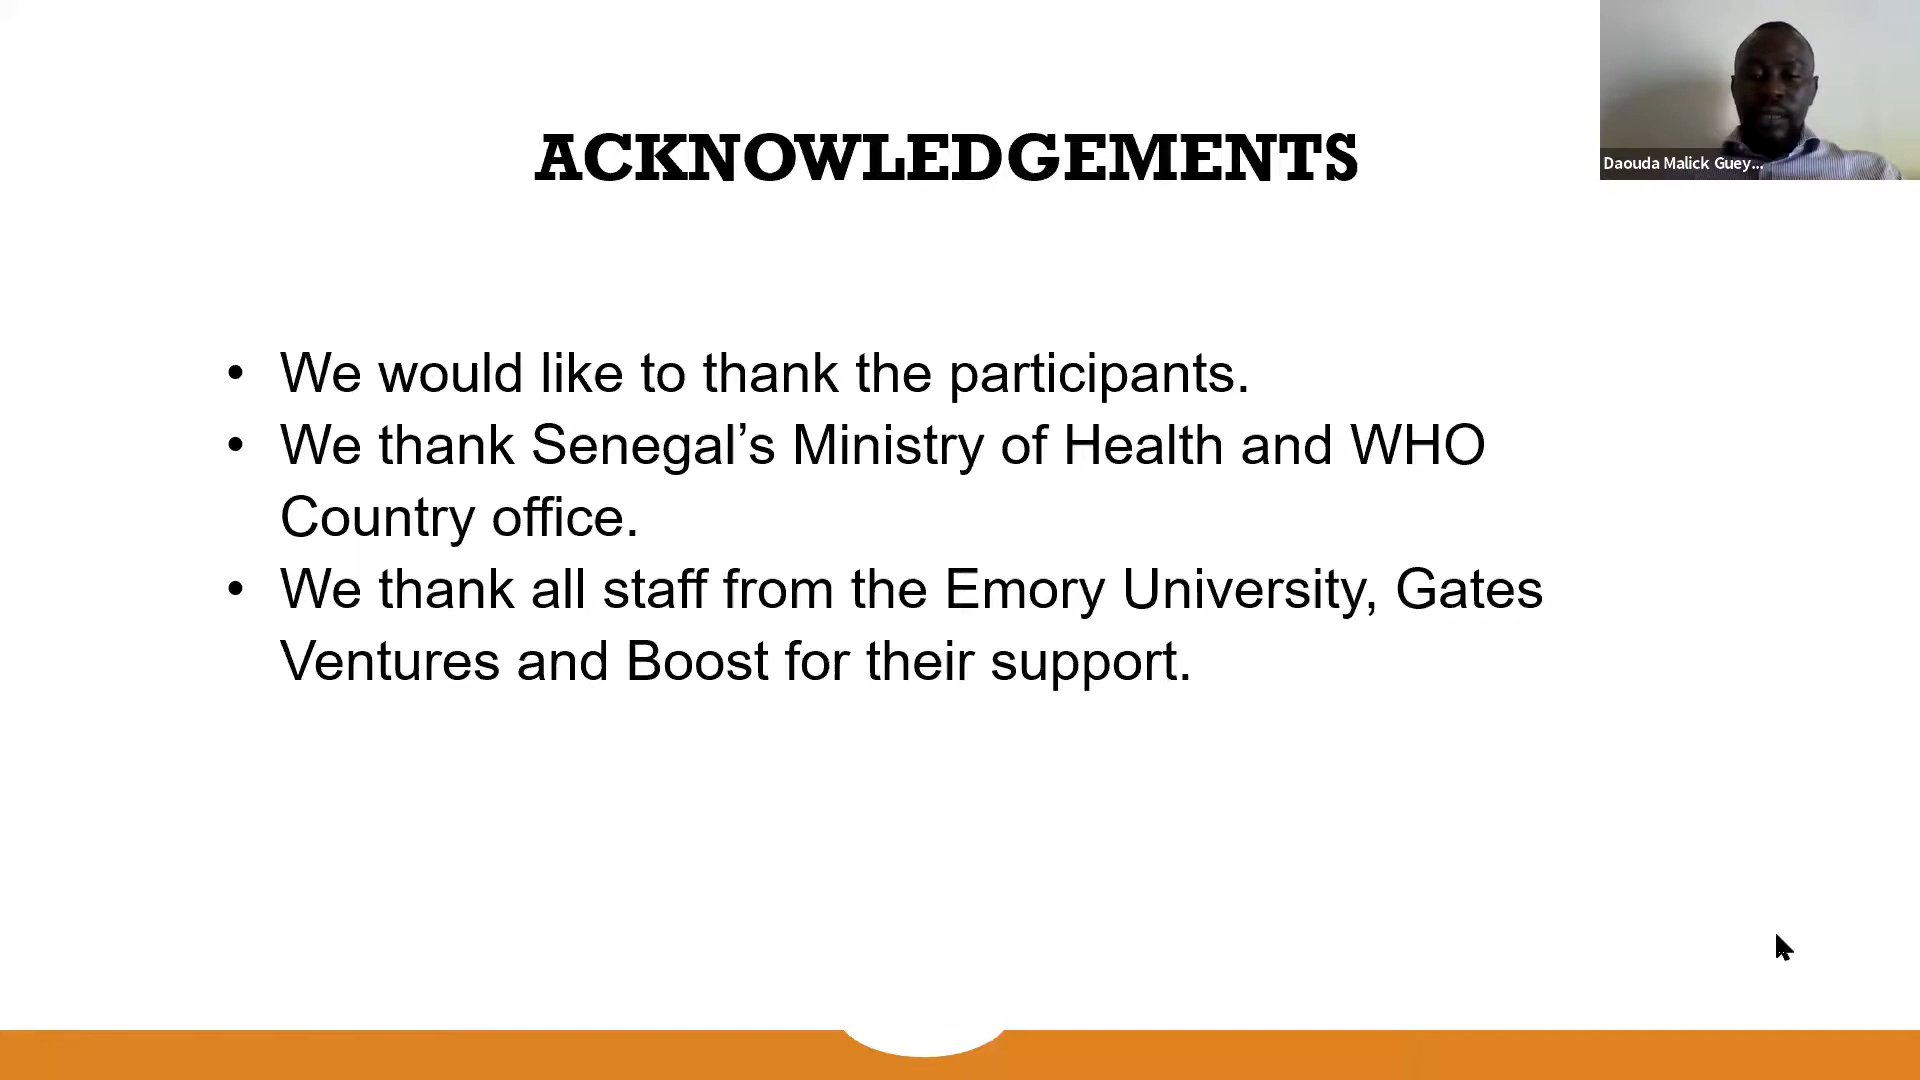 ACKNOWLEDGEMENTS
Daouda Malick Guey...
• We would like to thank the participants.
• We thank Senegal’s Ministry of Health and WHO
Country office.
• We thank all staff from the Emory University, Gates
Ventures and Boost for their support.